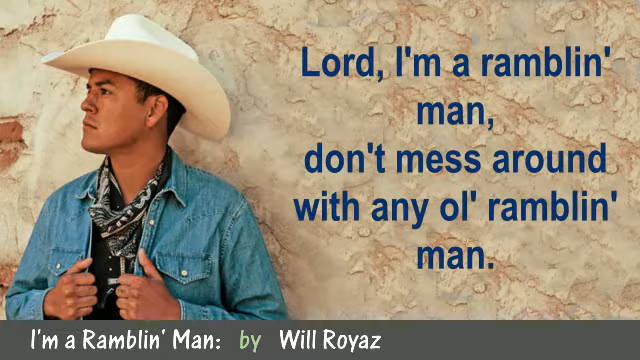 Lord, I'm a ramblin'
man,
don't mess around
with any ol' ramblin'
man.
I'm a Ramblin' Man: by Will Royaz